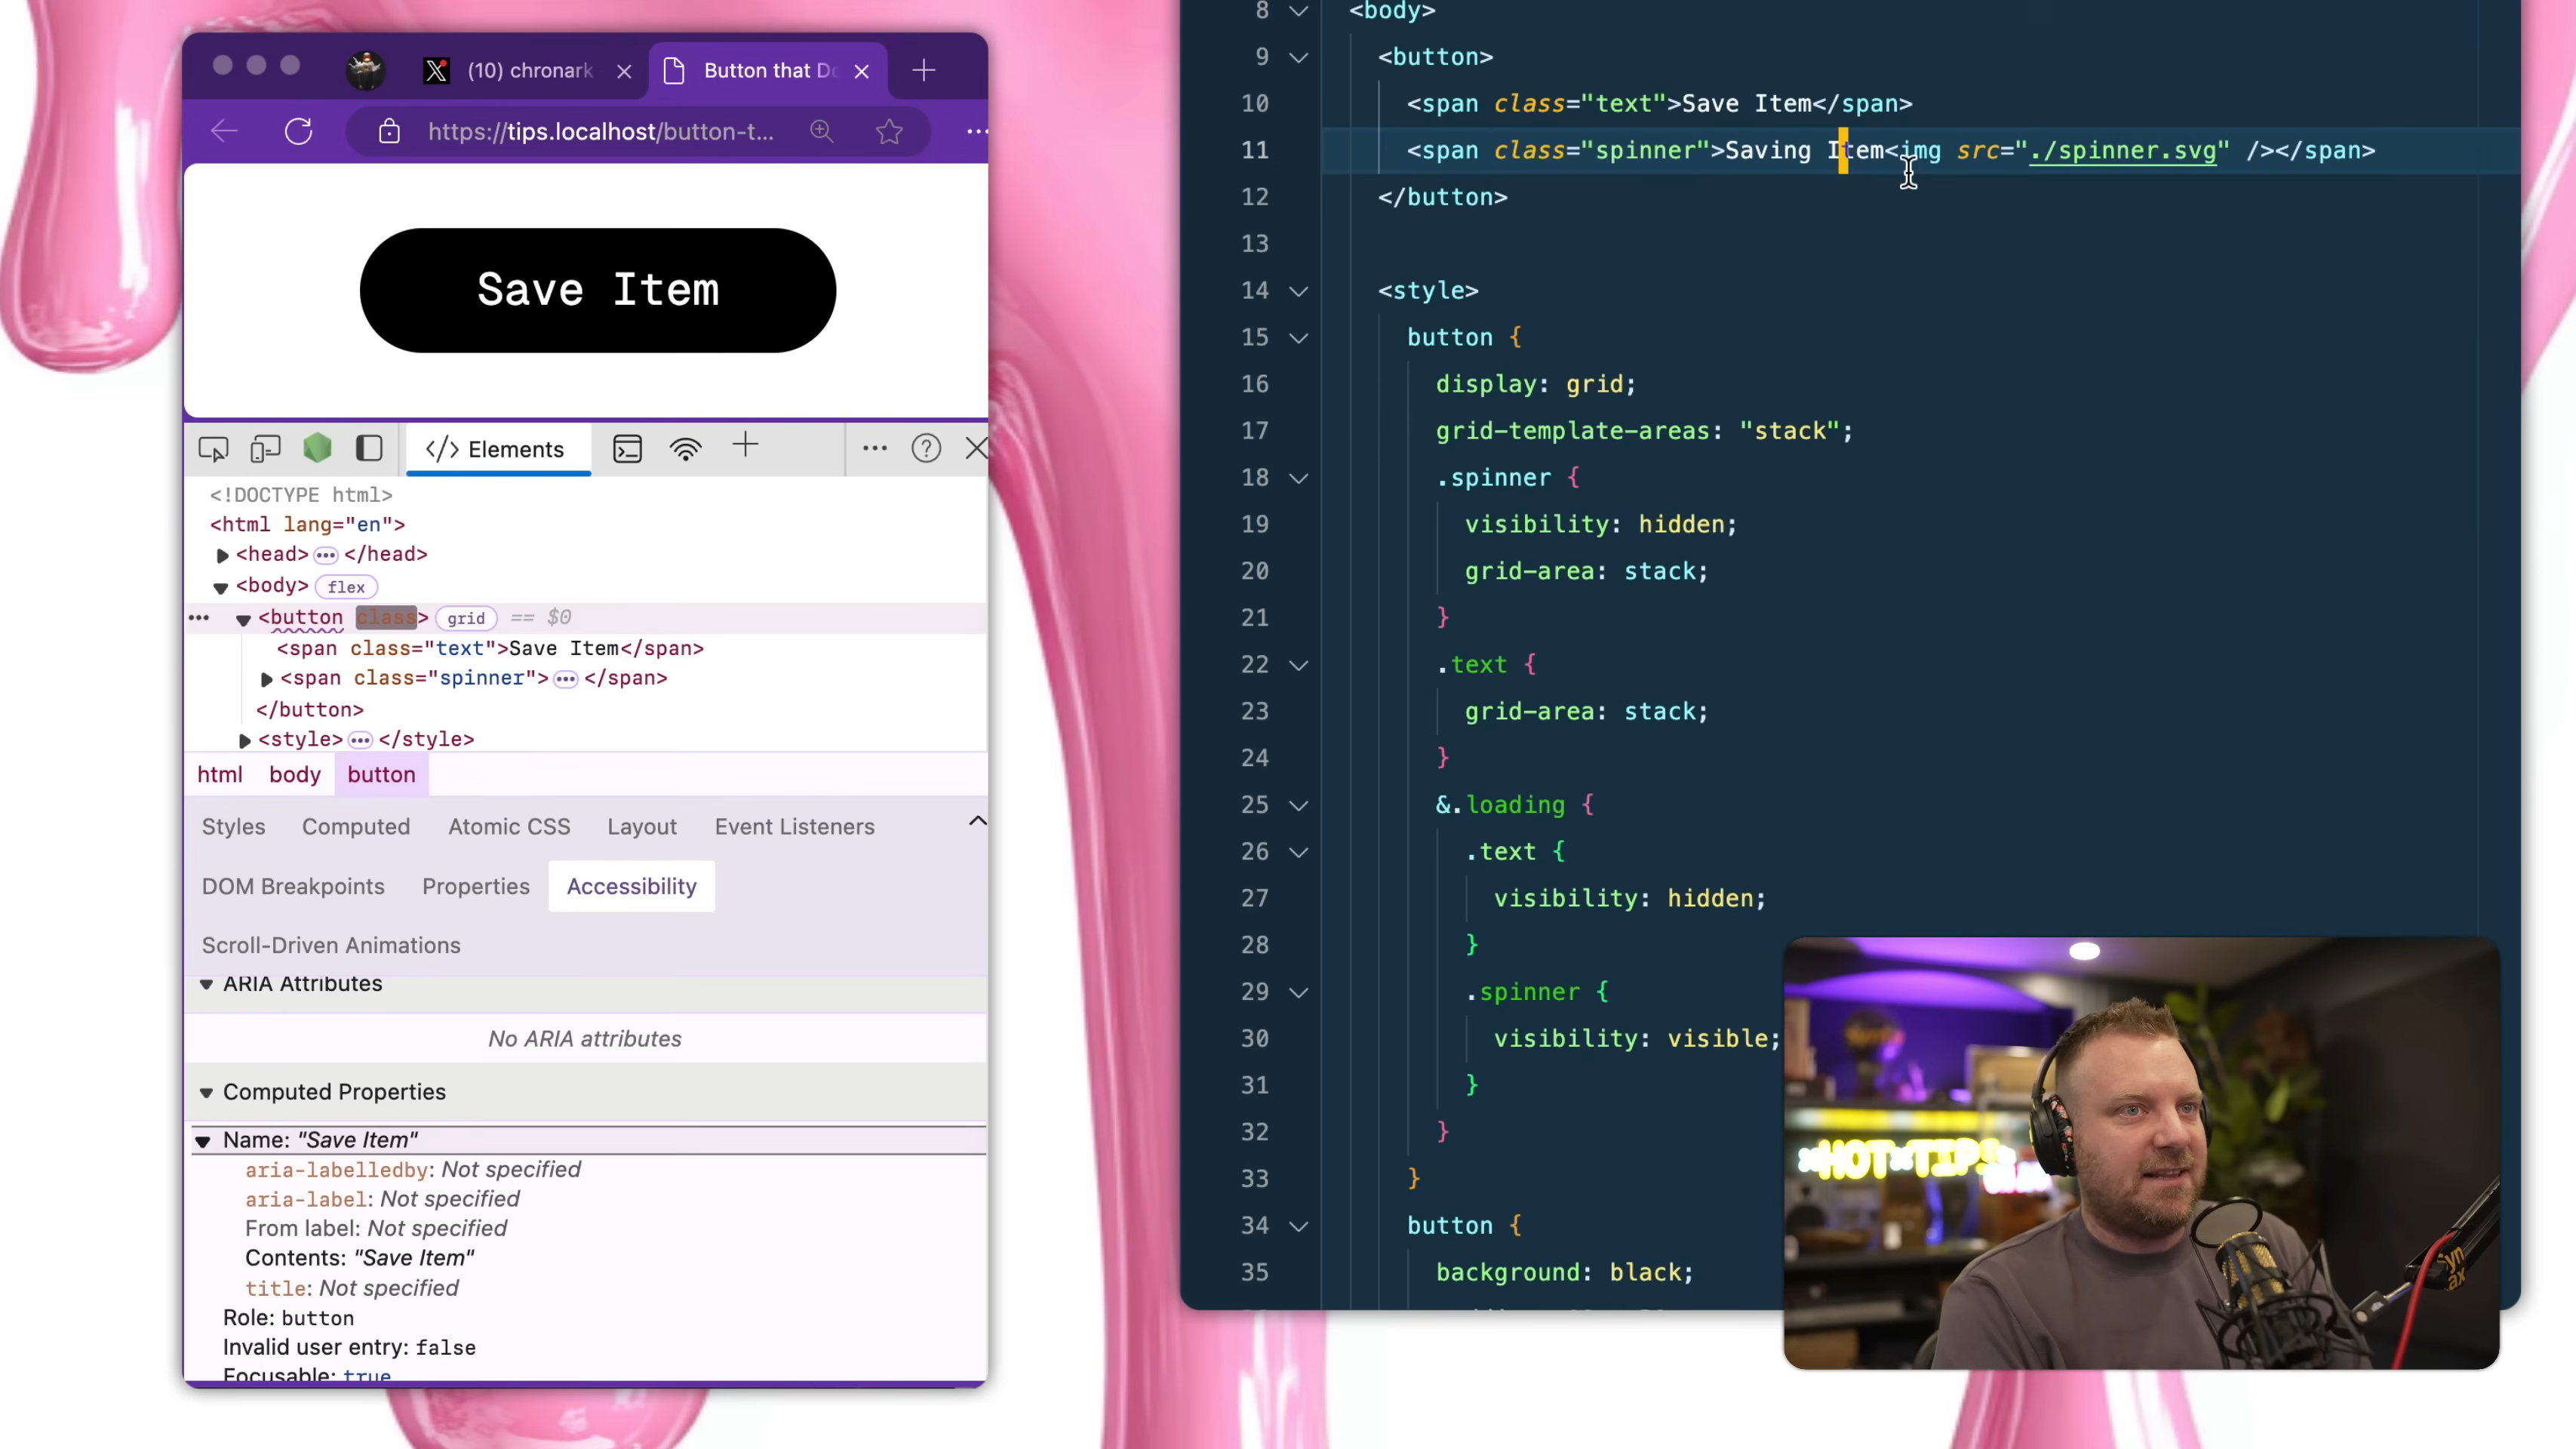 (10) chronark
Button that Do
https://tips.localhost/button-t...
Save Item
Elements
<!DOCTYPE html>
<html lang="en">
<head> </head>
<body> flex
<button class> grid == $0
<span class="text">Save Item</span>
<span class="spinner"> </span>
</button>
<style> </style>
html body button
Styles Computed Atomic CSS Layout Event Listeners
DOM Breakpoints Properties Accessibility
Scroll-Driven Animations
ARIA Attributes
No ARIA attributes
Computed Properties
Name: "Save Item"
aria-labelledby: Not specified
aria-label: Not specified
From label: Not specified
Contents: "Save Item"
title: Not specified
Role: button
Invalid user entry: false
Focusable: true
8 <body>
9 <button>
10 <span class="text">Save Item</span>
11 <span class="spinner">Saving Item<img src="./spinner.svg" /></span>
12 </button>
13
14 <style>
15 button {
16 display: grid;
17 grid-template-areas: "stack";
18 .spinner {
19 visibility: hidden;
20 grid-area: stack;
21 }
22 .text {
23 grid-area: stack;
24 }
25 &.loading {
26 .text {
27 visibility: hidden;
28 }
29 .spinner {
30 visibility: visible;
31 }
32 }
33 }
34 button {
35 background: black;
HOT TIP!